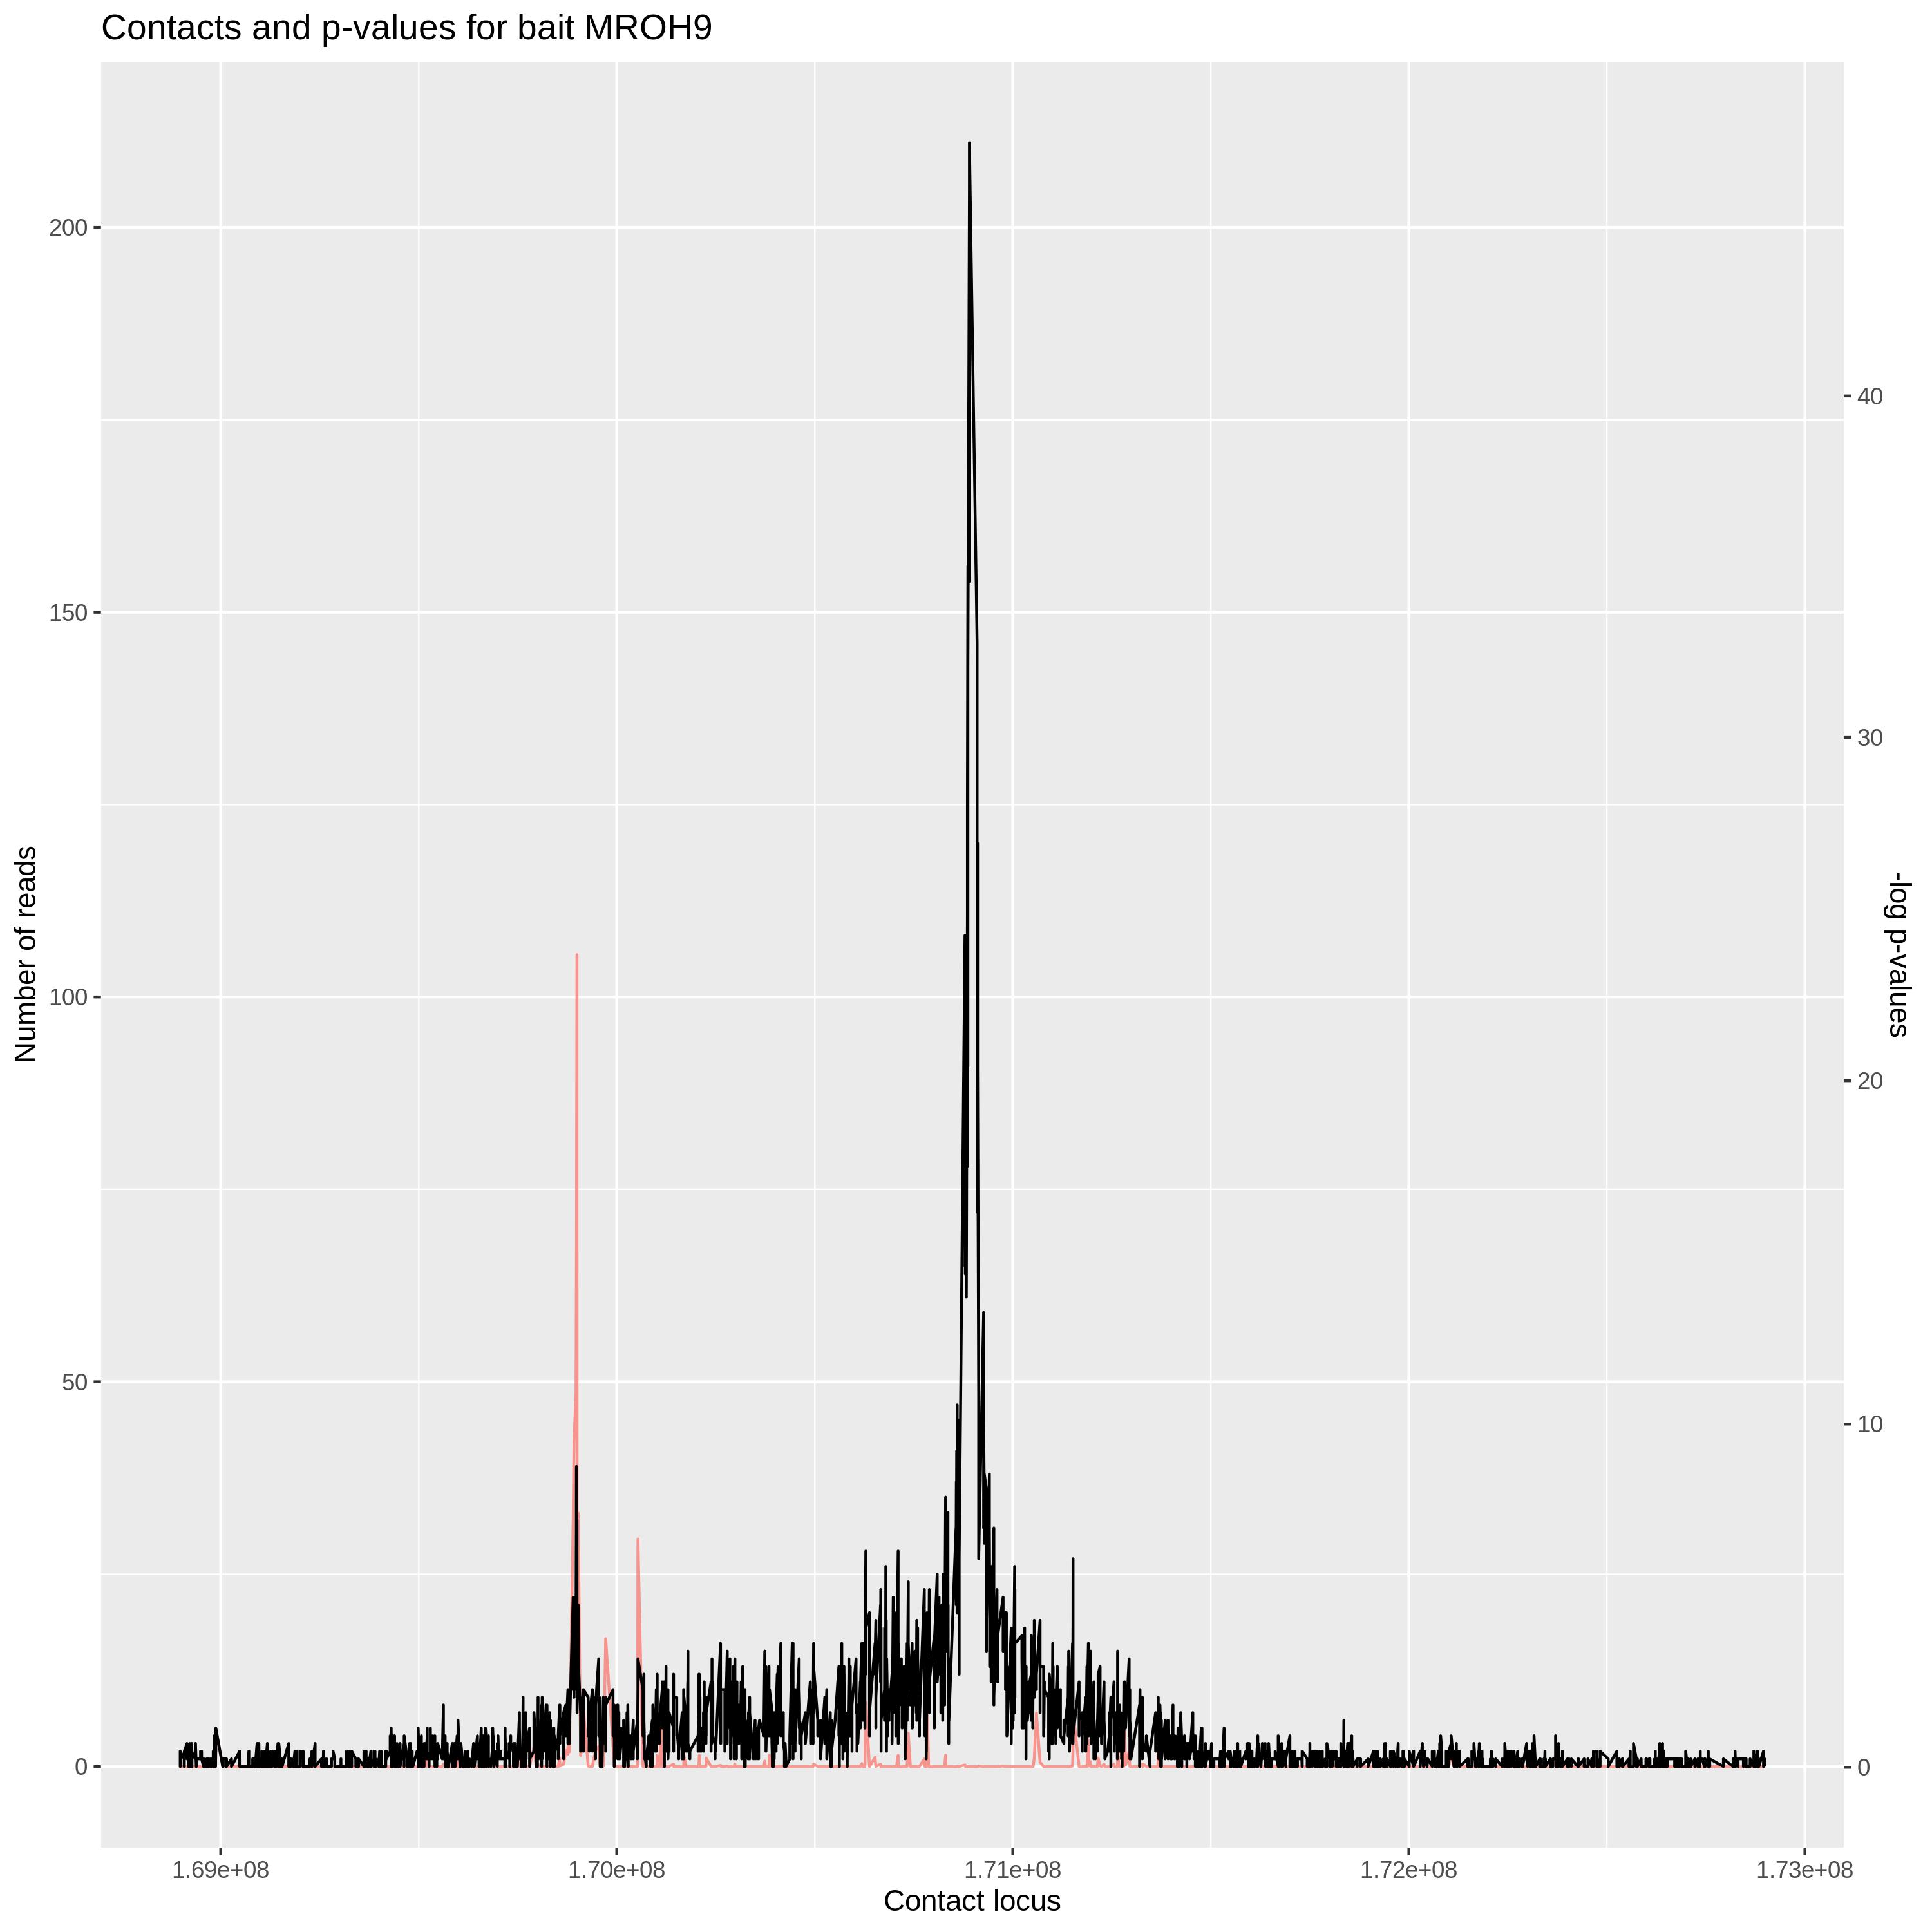 Contacts and p-values for bait MROH9
Number of reads
200
150
100
50
0
40
30
20
10
0
-log p-values
1.69e+08
1.70e+08
1.71e+08
1.72e+08
1.73e+08
Contact locus